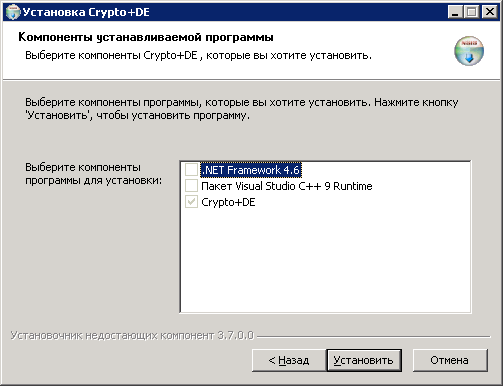 Установка Crypto+DE
Компоненты устанавливаемой программы
Выберите компоненты Crypto+DE , которые вы хотите установить.
Выберите компоненты программы, которые вы хотите установить. Нажмите кнопку
'Установить', чтобы установить программу.
Выберите компоненты
программы для установки:
.NET Framework 4.6
Пакет Visual Studio C++ 9 Runtime
Crypto+DE
Установочник недостающих компонент 3.7.0.0
< Назад
Установить
Отмена